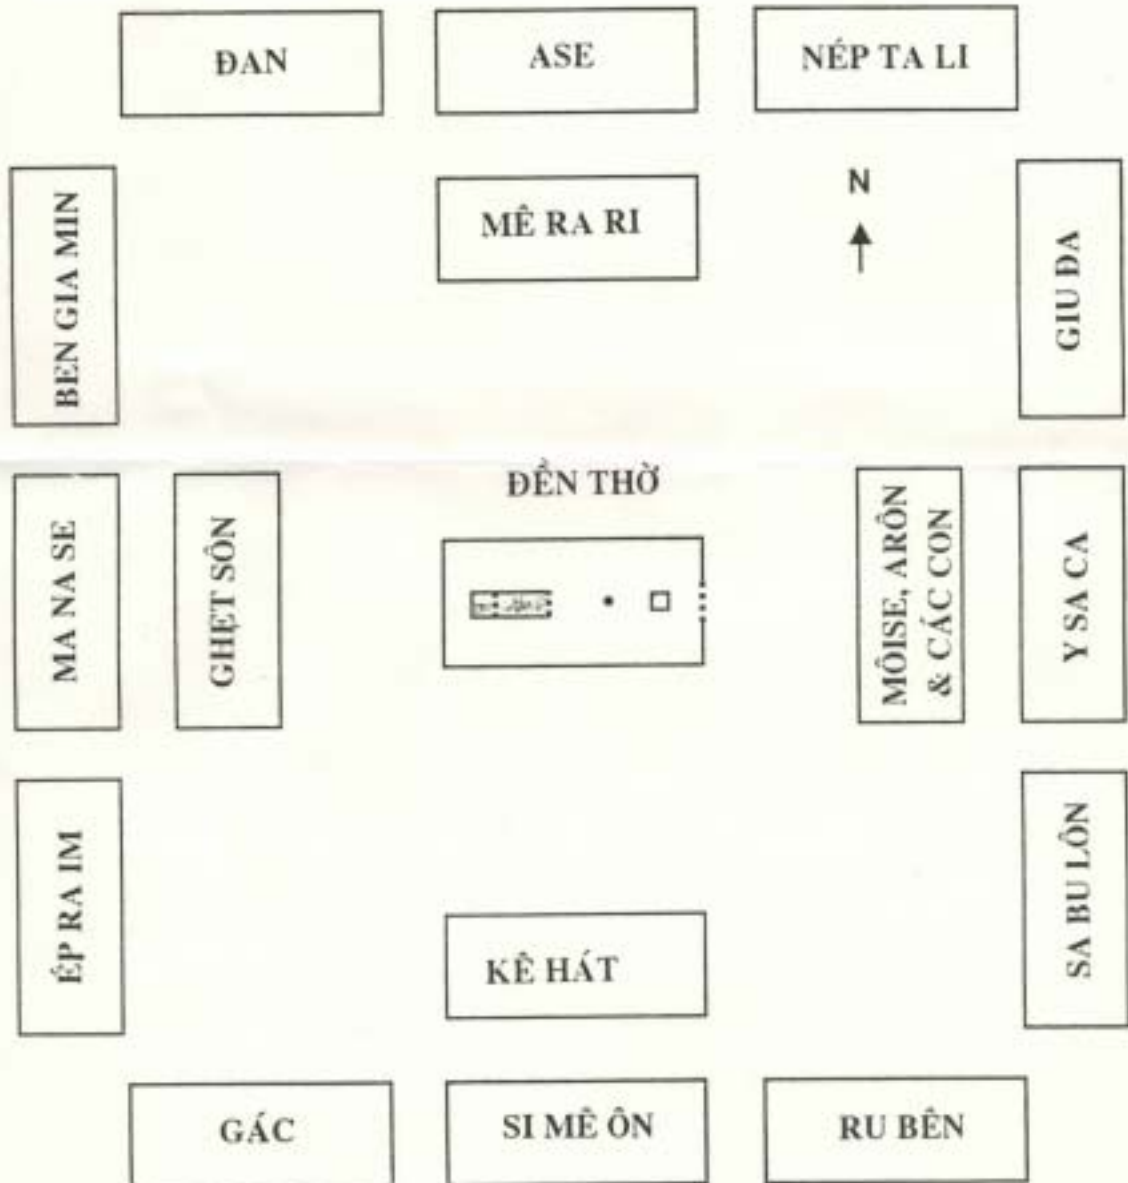 ĐAN
ASE
NÉP TA LI
BEN GIA MIN
MÊ RA RI
N
GIU ĐA
MA NA SE
GHẸT SÔN
ĐỀN THỜ
MÔISE, ARÔN
& CÁC CON
Y SA CA
ÉP RA IM
KÊ HÁT
SA BU LÔN
GÁC
SI MÊ ÔN
RU BÊN